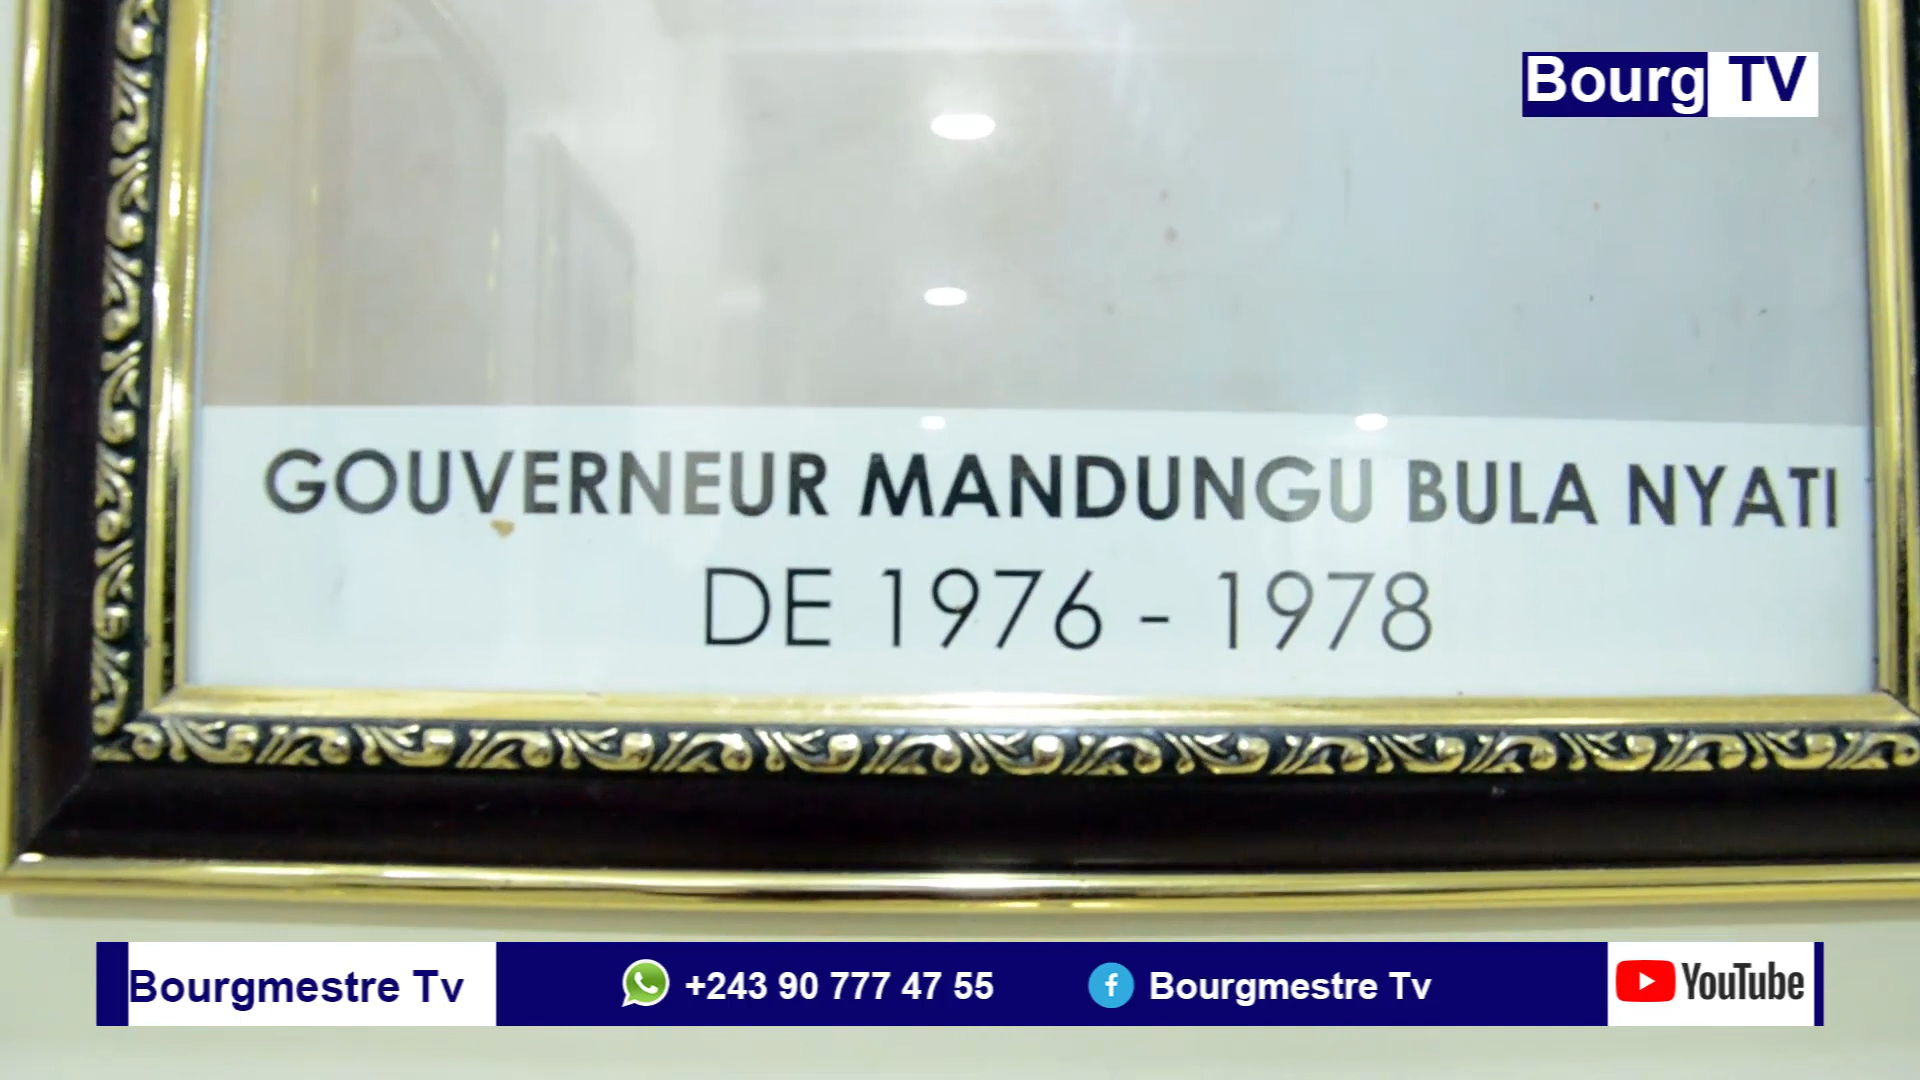 Bourg TV
GOUVERNEUR MANDUNGU BULA NYATI
DE 1976 - 1978
Bourgmestre Tv
+243 90 777 47 55
Bourgmestre Tv
YouTube